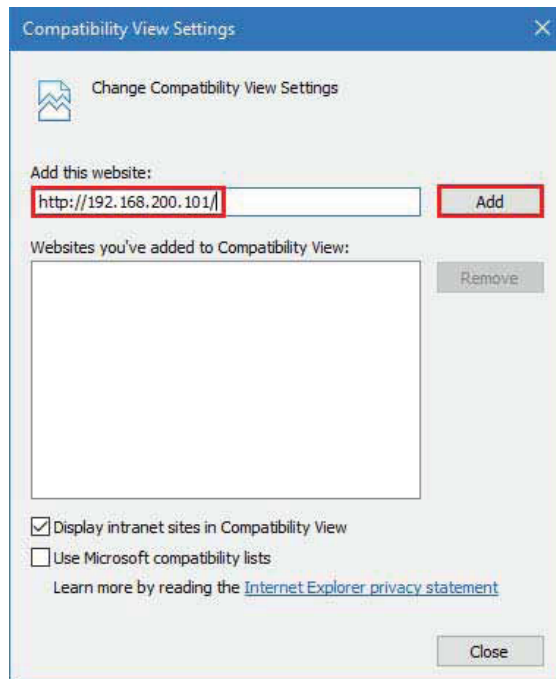 Compatibility View Settings
Change Compatibility View Settings
Add this website:
http://192.168.200.101/
Add
Websites you've added to Compatibility View:
Remove
Display intranet sites in Compatibility View
Use Microsoft compatibility lists
Learn more by reading the Internet Explorer privacy statement
Close